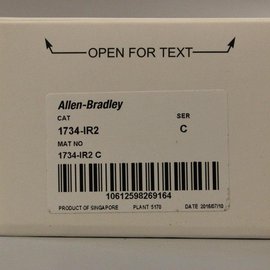 OPEN FOR TEXT
Allen-Bradley
CAT SER
1734-IR2 C
MAT NO
1734-IR2 C
10612598269164
PRODUCT OF SINGAPORE PLANT 5170 DATE 2016/07/10